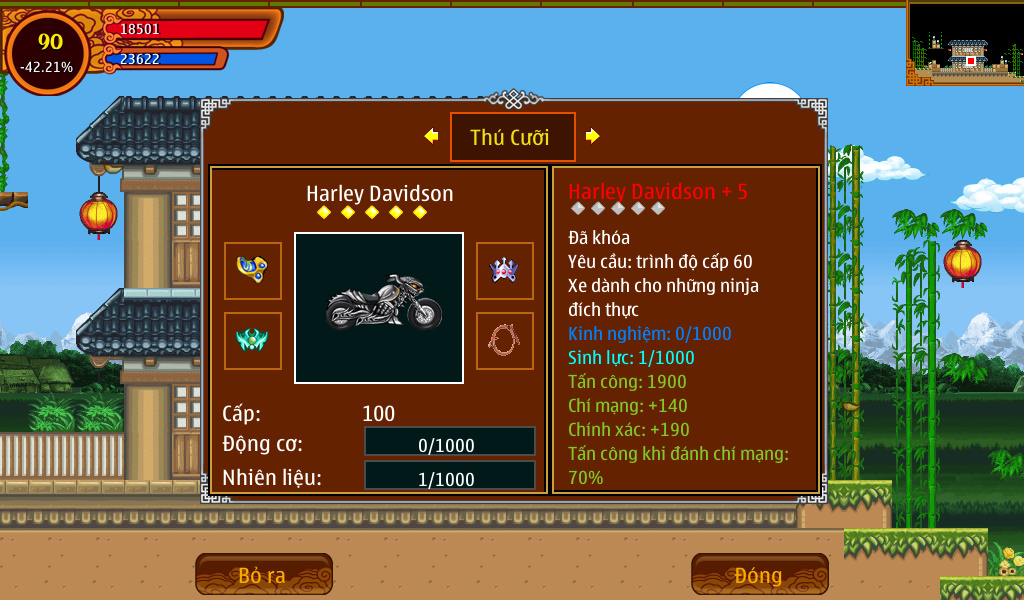 90
-42.21%
18501
23622
Thú Cưỡi
Harley Davidson
Cấp: 100
Động cơ: 0/1000
Nhiên liệu: 1/1000
Harley Davidson + 5
Đã khóa
Yêu cầu: trình độ cấp 60
Xe dành cho những ninja
đích thực
Kinh nghiệm: 0/1000
Sinh lực: 1/1000
Tấn công: 1900
Chí mạng: +140
Chính xác: +190
Tấn công khi đánh chí mạng:
70%
Bỏ ra
Đóng